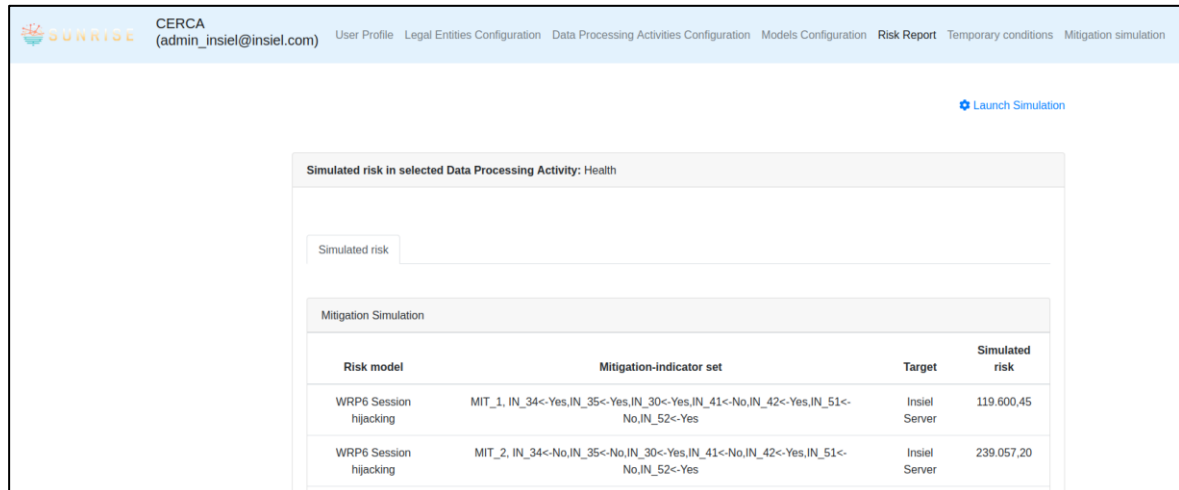 SUNRISE
CERCA
(admin_insiel@insiel.com)
User Profile Legal Entities Configuration Data Processing Activities Configuration Models Configuration Risk Report Temporary conditions Mitigation simulation
Launch Simulation
Simulated risk in selected Data Processing Activity: Health
Simulated risk
Mitigation Simulation
Risk model Mitigation-indicator set Target Simulated risk
WRP6 Session hijacking MIT_1, IN_34<-Yes,IN_35<-Yes,IN_30<-Yes,IN_41<-No,IN_42<-Yes,IN_51<-No,IN_52<-Yes Insiel Server 119.600,45
WRP6 Session hijacking MIT_2, IN_34<-No,IN_35<-No,IN_30<-Yes,IN_41<-No,IN_42<-Yes,IN_51<-No,IN_52<-Yes Insiel Server 239.057,20